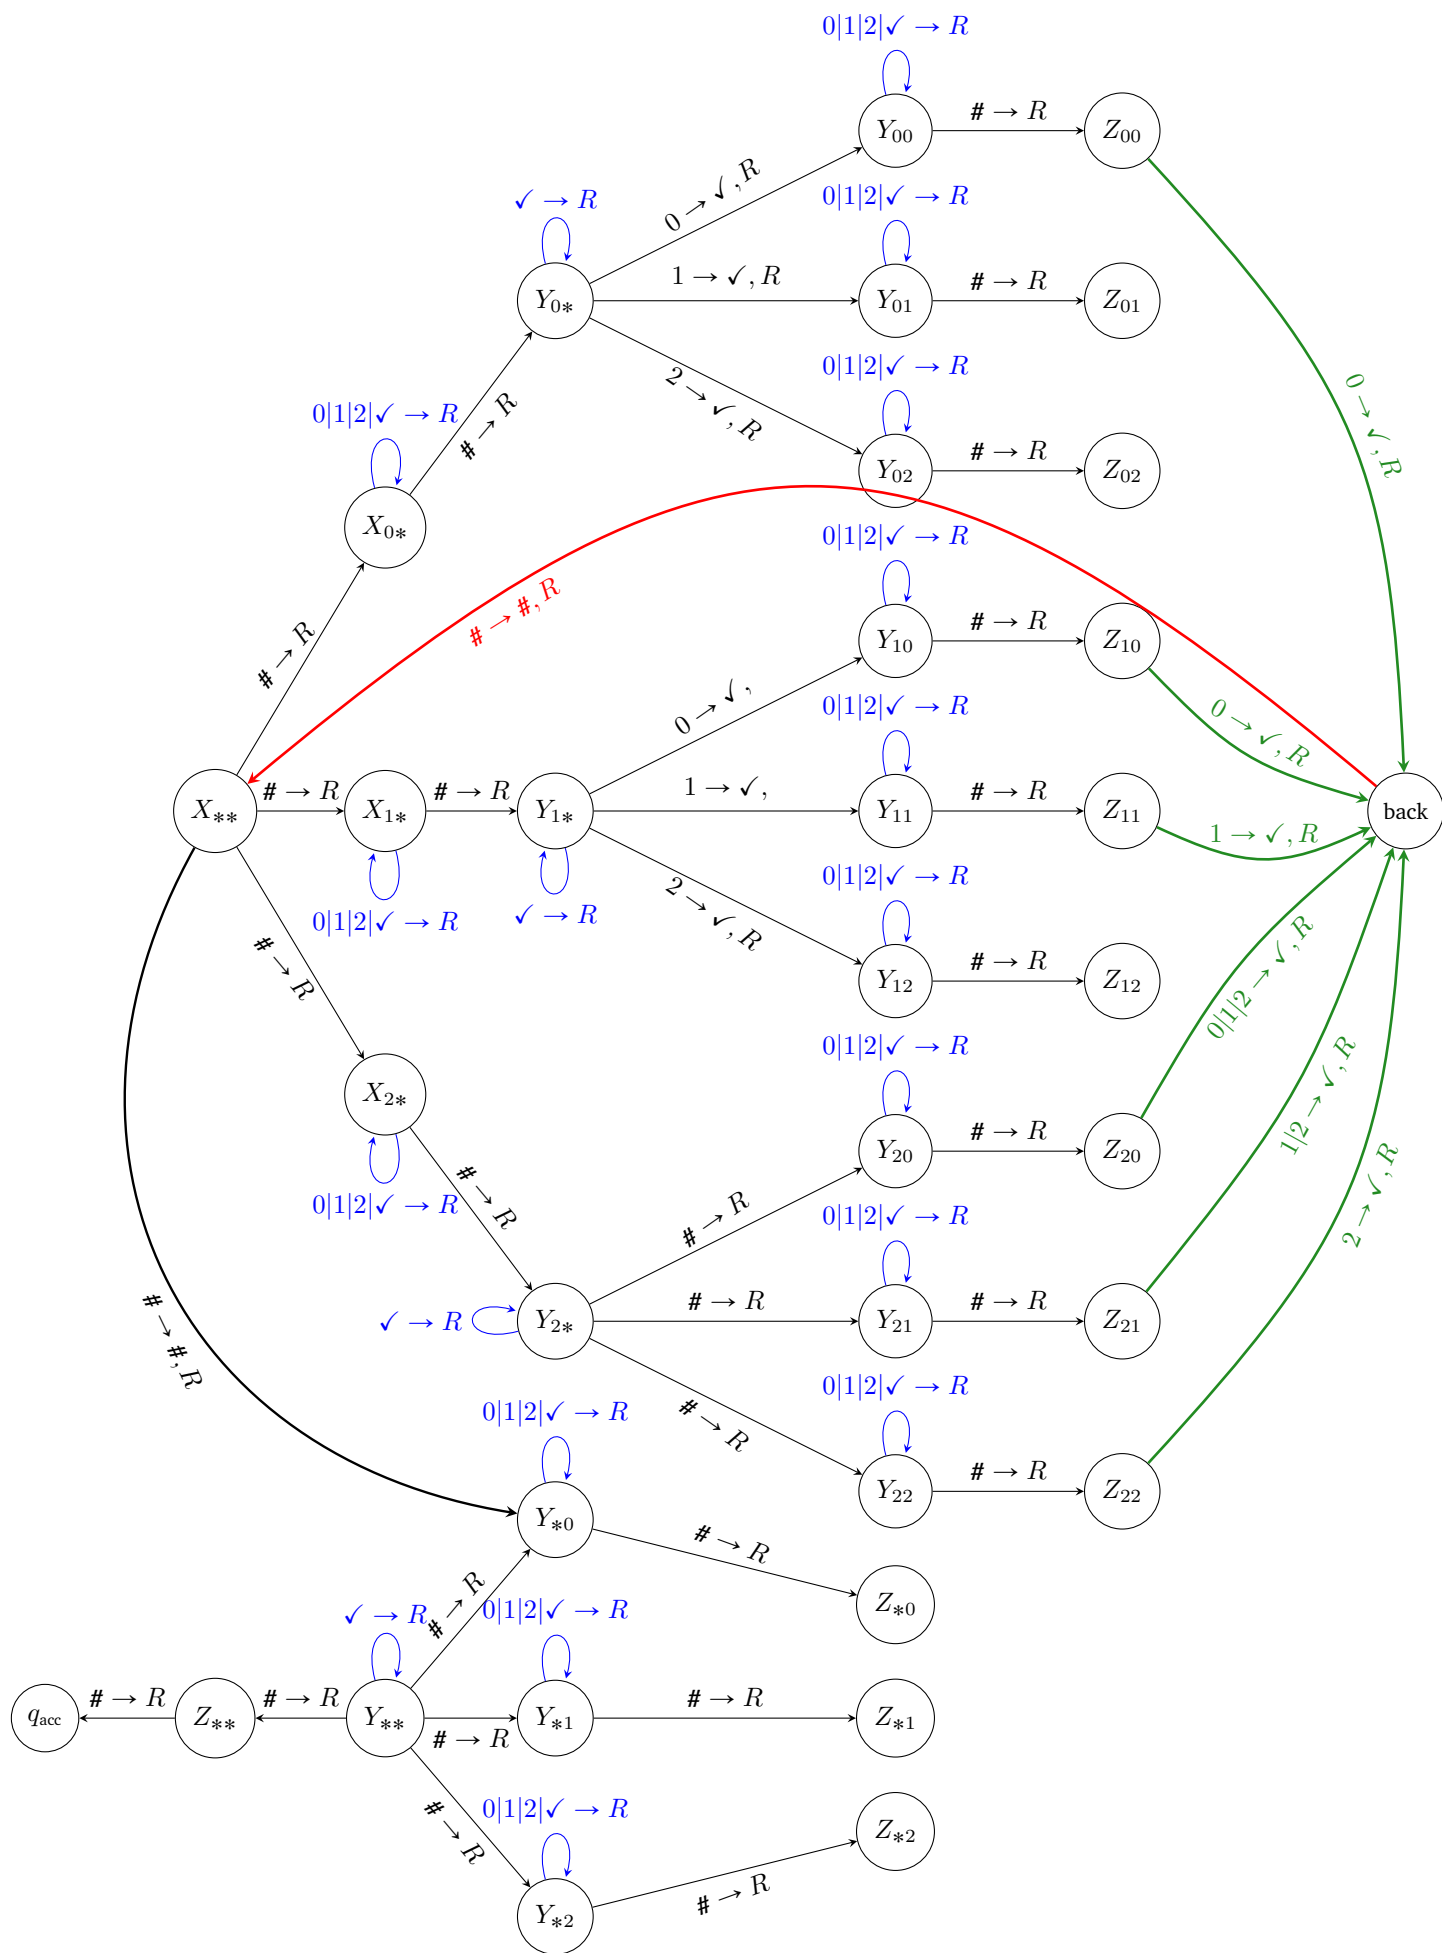 0|1|2|✓ → R
Y₀₀
# → R
Z₀₀
0 → ✓, R
✓ → R
0|1|2|✓ → R
Y₀∗
1 → ✓, R
Y₀₁
# → R
Z₀₁
2 → ✓, R
0|1|2|✓ → R
Y₀₂
# → R
Z₀₂
0 → ✓, R
0|1|2|✓ → R
# → R
X₀∗
# → R
# → #, R
0|1|2|✓ → R
Y₁₀
# → R
Z₁₀
0 → ✓,
0 → ✓, R
0|1|2|✓ → R
X∗∗
# → R
X₁∗
# → R
Y₁∗
1 → ✓,
Y₁₁
# → R
Z₁₁
1 → ✓, R
back
0|1|2|✓ → R
✓ → R
2 → ✓, R
0|1|2|✓ → R
Y₁₂
# → R
Z₁₂
0|1|2 → ✓, R
# → R
X₂∗
0|1|2|✓ → R
# → R
0|1|2|✓ → R
Y₂₀
# → R
Z₂₀
1|2 → ✓, R
# → R
0|1|2|✓ → R
✓ → R
Y₂∗
# → R
Y₂₁
# → R
Z₂₁
2 → ✓, R
# → #, R
# → R
0|1|2|✓ → R
Y₂₂
# → R
Z₂₂
0|1|2|✓ → R
Y∗₀
# → R
Z∗₀
# → R
✓ → R
0|1|2|✓ → R
q_acc
# → R
Z∗∗
# → R
Y∗∗
# → R
Y∗₁
# → R
Z∗₁
# → R
0|1|2|✓ → R
Y∗₂
# → R
Z∗₂